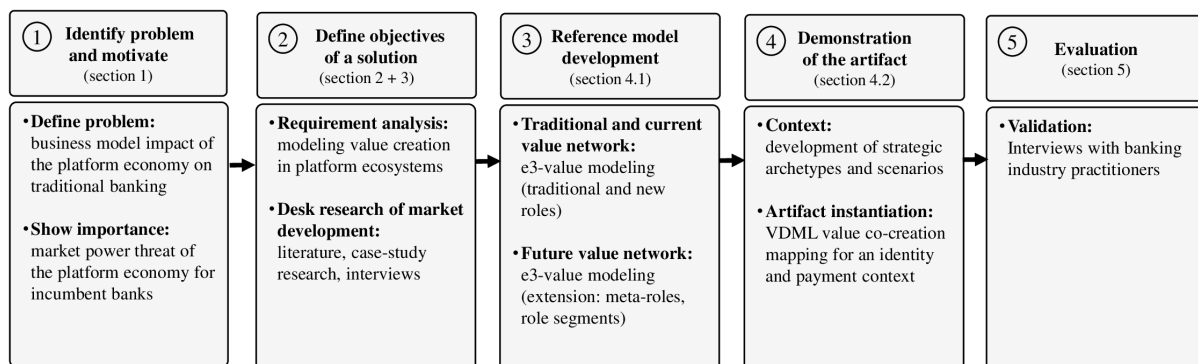 1
Identify problem
and motivate
(section 1)
•Define problem:
business model impact of
the platform economy on
traditional banking
•Show importance:
market power threat of
the platform economy for
incumbent banks
2
Define objectives
of a solution
(section 2 + 3)
•Requirement analysis:
modeling value creation
in platform ecosystems
•Desk research of market
development:
literature, case-study
research, interviews
3
Reference model
development
(section 4.1)
•Traditional and current
value network:
e3-value modeling
(traditional and new
roles)
•Future value network:
e3-value modeling
(extension: meta-roles,
role segments)
4
Demonstration
of the artifact
(section 4.2)
•Context:
development of strategic
archetypes and scenarios
•Artifact instantiation:
VDML value co-creation
mapping for an identity
and payment context
5
Evaluation
(section 5)
•Validation:
Interviews with banking
industry practitioners